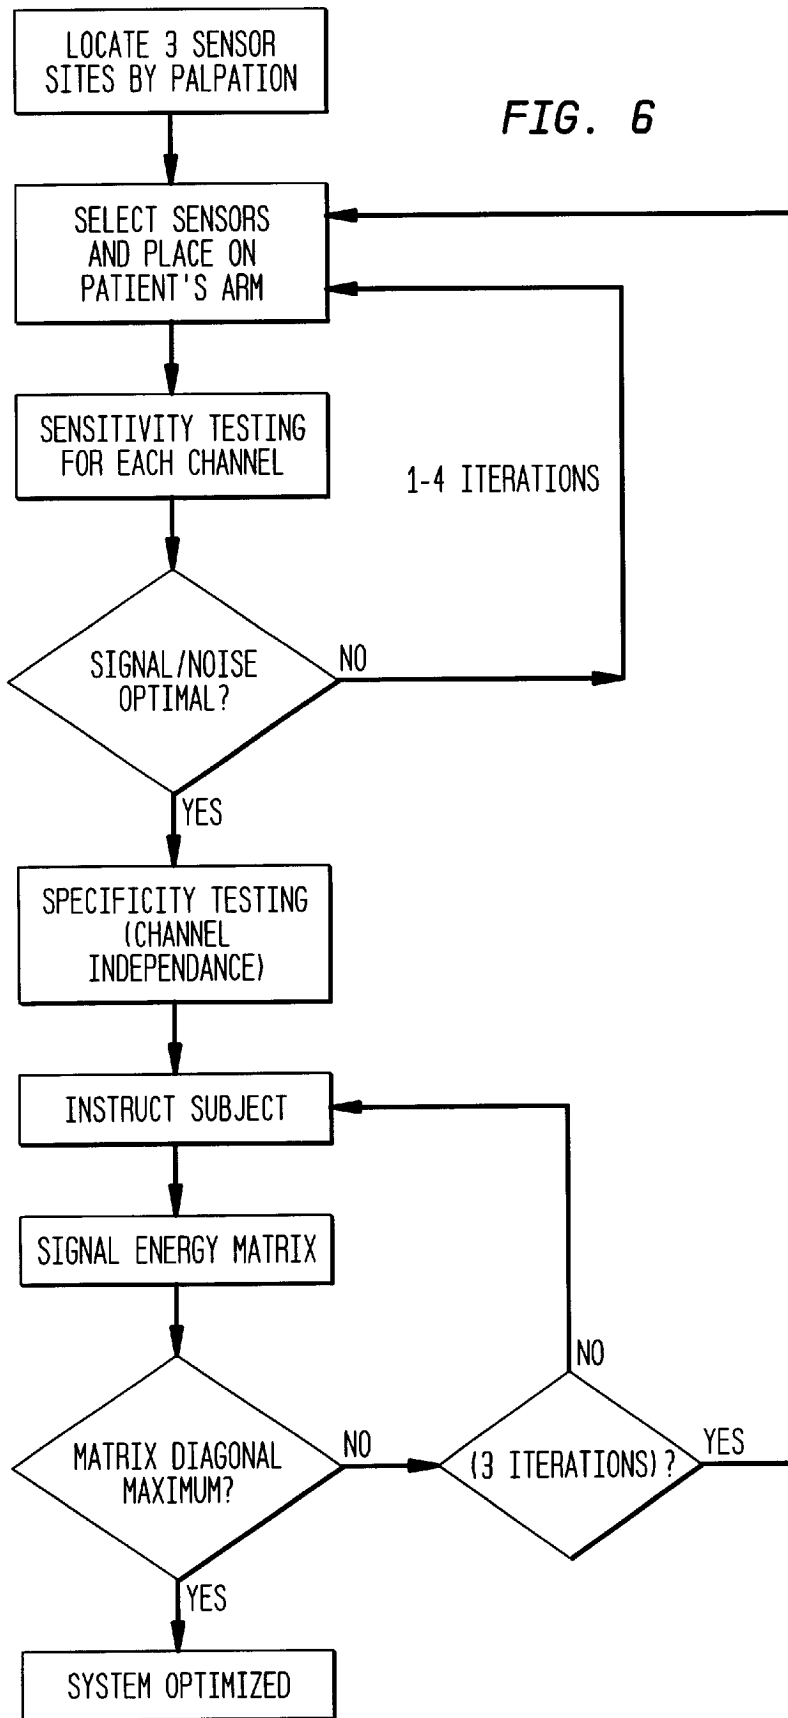 LOCATE 3 SENSOR
SITES BY PALPATION
FIG. 6
SELECT SENSORS
AND PLACE ON
PATIENT'S ARM
SENSITIVITY TESTING
FOR EACH CHANNEL
1-4 ITERATIONS
SIGNAL/NOISE
OPTIMAL?
NO
YES
SPECIFICITY TESTING
(CHANNEL
INDEPENDANCE)
INSTRUCT SUBJECT
SIGNAL ENERGY MATRIX
MATRIX DIAGONAL
MAXIMUM?
NO
(3 ITERATIONS)?
NO
YES
YES
SYSTEM OPTIMIZED